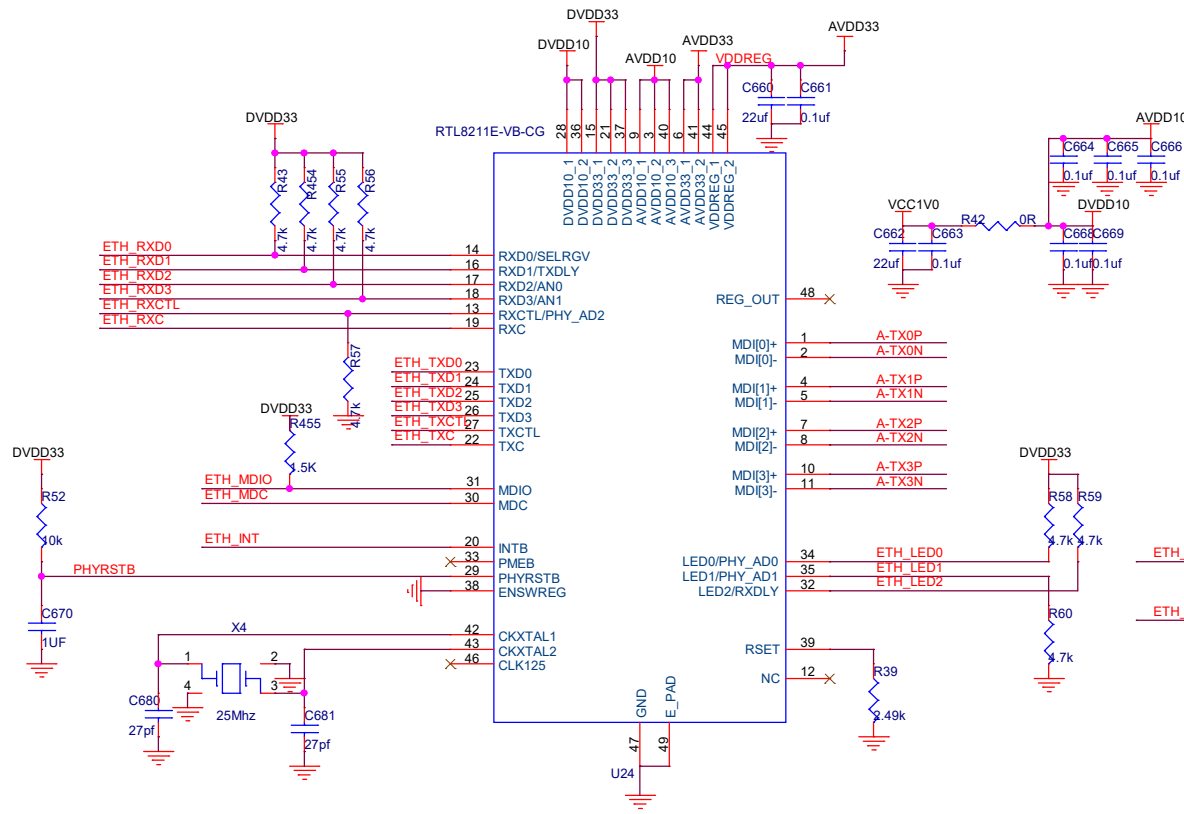 DVDD33
DVDD10
AVDD33
AVDD33
AVDD10
VDDREG
C660
C661
22uf
0.1uf
RTL8211E-VB-CG
28
36
15
21
37
9
3
40
6
41
44
45
DVDD10_1
DVDD10_2
DVDD33_1
DVDD33_2
DVDD33_3
AVDD10_1
AVDD10_2
AVDD10_3
AVDD33_1
AVDD33_2
VDDREG_1
VDDREG_2
DVDD33
R43
R454
R55
R56
4.7k
4.7k
4.7k
4.7k
AVDD10
C664
C665
C666
0.1uf
0.1uf
0.1uf
VCC1V0
R42
0R
DVDD10
C662
C663
C668
C669
22uf
0.1uf
0.1uf
0.1uf
ETH_RXD0
14
RXD0/SELRGV
ETH_RXD1
16
RXD1/TXDLY
ETH_RXD2
17
RXD2/AN0
ETH_RXD3
18
RXD3/AN1
ETH_RXCTL
13
RXCTL/PHY_AD2
ETH_RXC
19
RXC
REG_OUT
48
R57
4.7k
MDI[0]+
1
A-TX0P
MDI[0]-
2
A-TX0N
MDI[1]+
4
A-TX1P
MDI[1]-
5
A-TX1N
MDI[2]+
7
A-TX2P
MDI[2]-
8
A-TX2N
MDI[3]+
10
A-TX3P
MDI[3]-
11
A-TX3N
ETH_TXD0
23
TXD0
ETH_TXD1
24
TXD1
ETH_TXD2
25
TXD2
ETH_TXD3
26
TXD3
ETH_TXCTL
27
TXCTL
ETH_TXC
22
TXC
DVDD33
R455
1.5K
ETH_MDIO
31
MDIO
ETH_MDC
30
MDC
DVDD33
R52
10k
ETH_INT
20
INTB
33
PMEB
PHYRSTB
29
PHYRSTB
38
ENSWREG
C670
1UF
DVDD33
R58
R59
4.7k
4.7k
LED0/PHY_AD0
34
ETH_LED0
LED1/PHY_AD1
35
ETH_LED1
LED2/RXDLY
32
ETH_LED2
ETH_
ETH_
R60
4.7k
X4
42
CKXTAL1
43
CKXTAL2
46
CLK125
1
2
4
3
C680
27pf
25Mhz
C681
27pf
RSET
39
NC
12
R39
2.49k
GND
E_PAD
47
49
U24